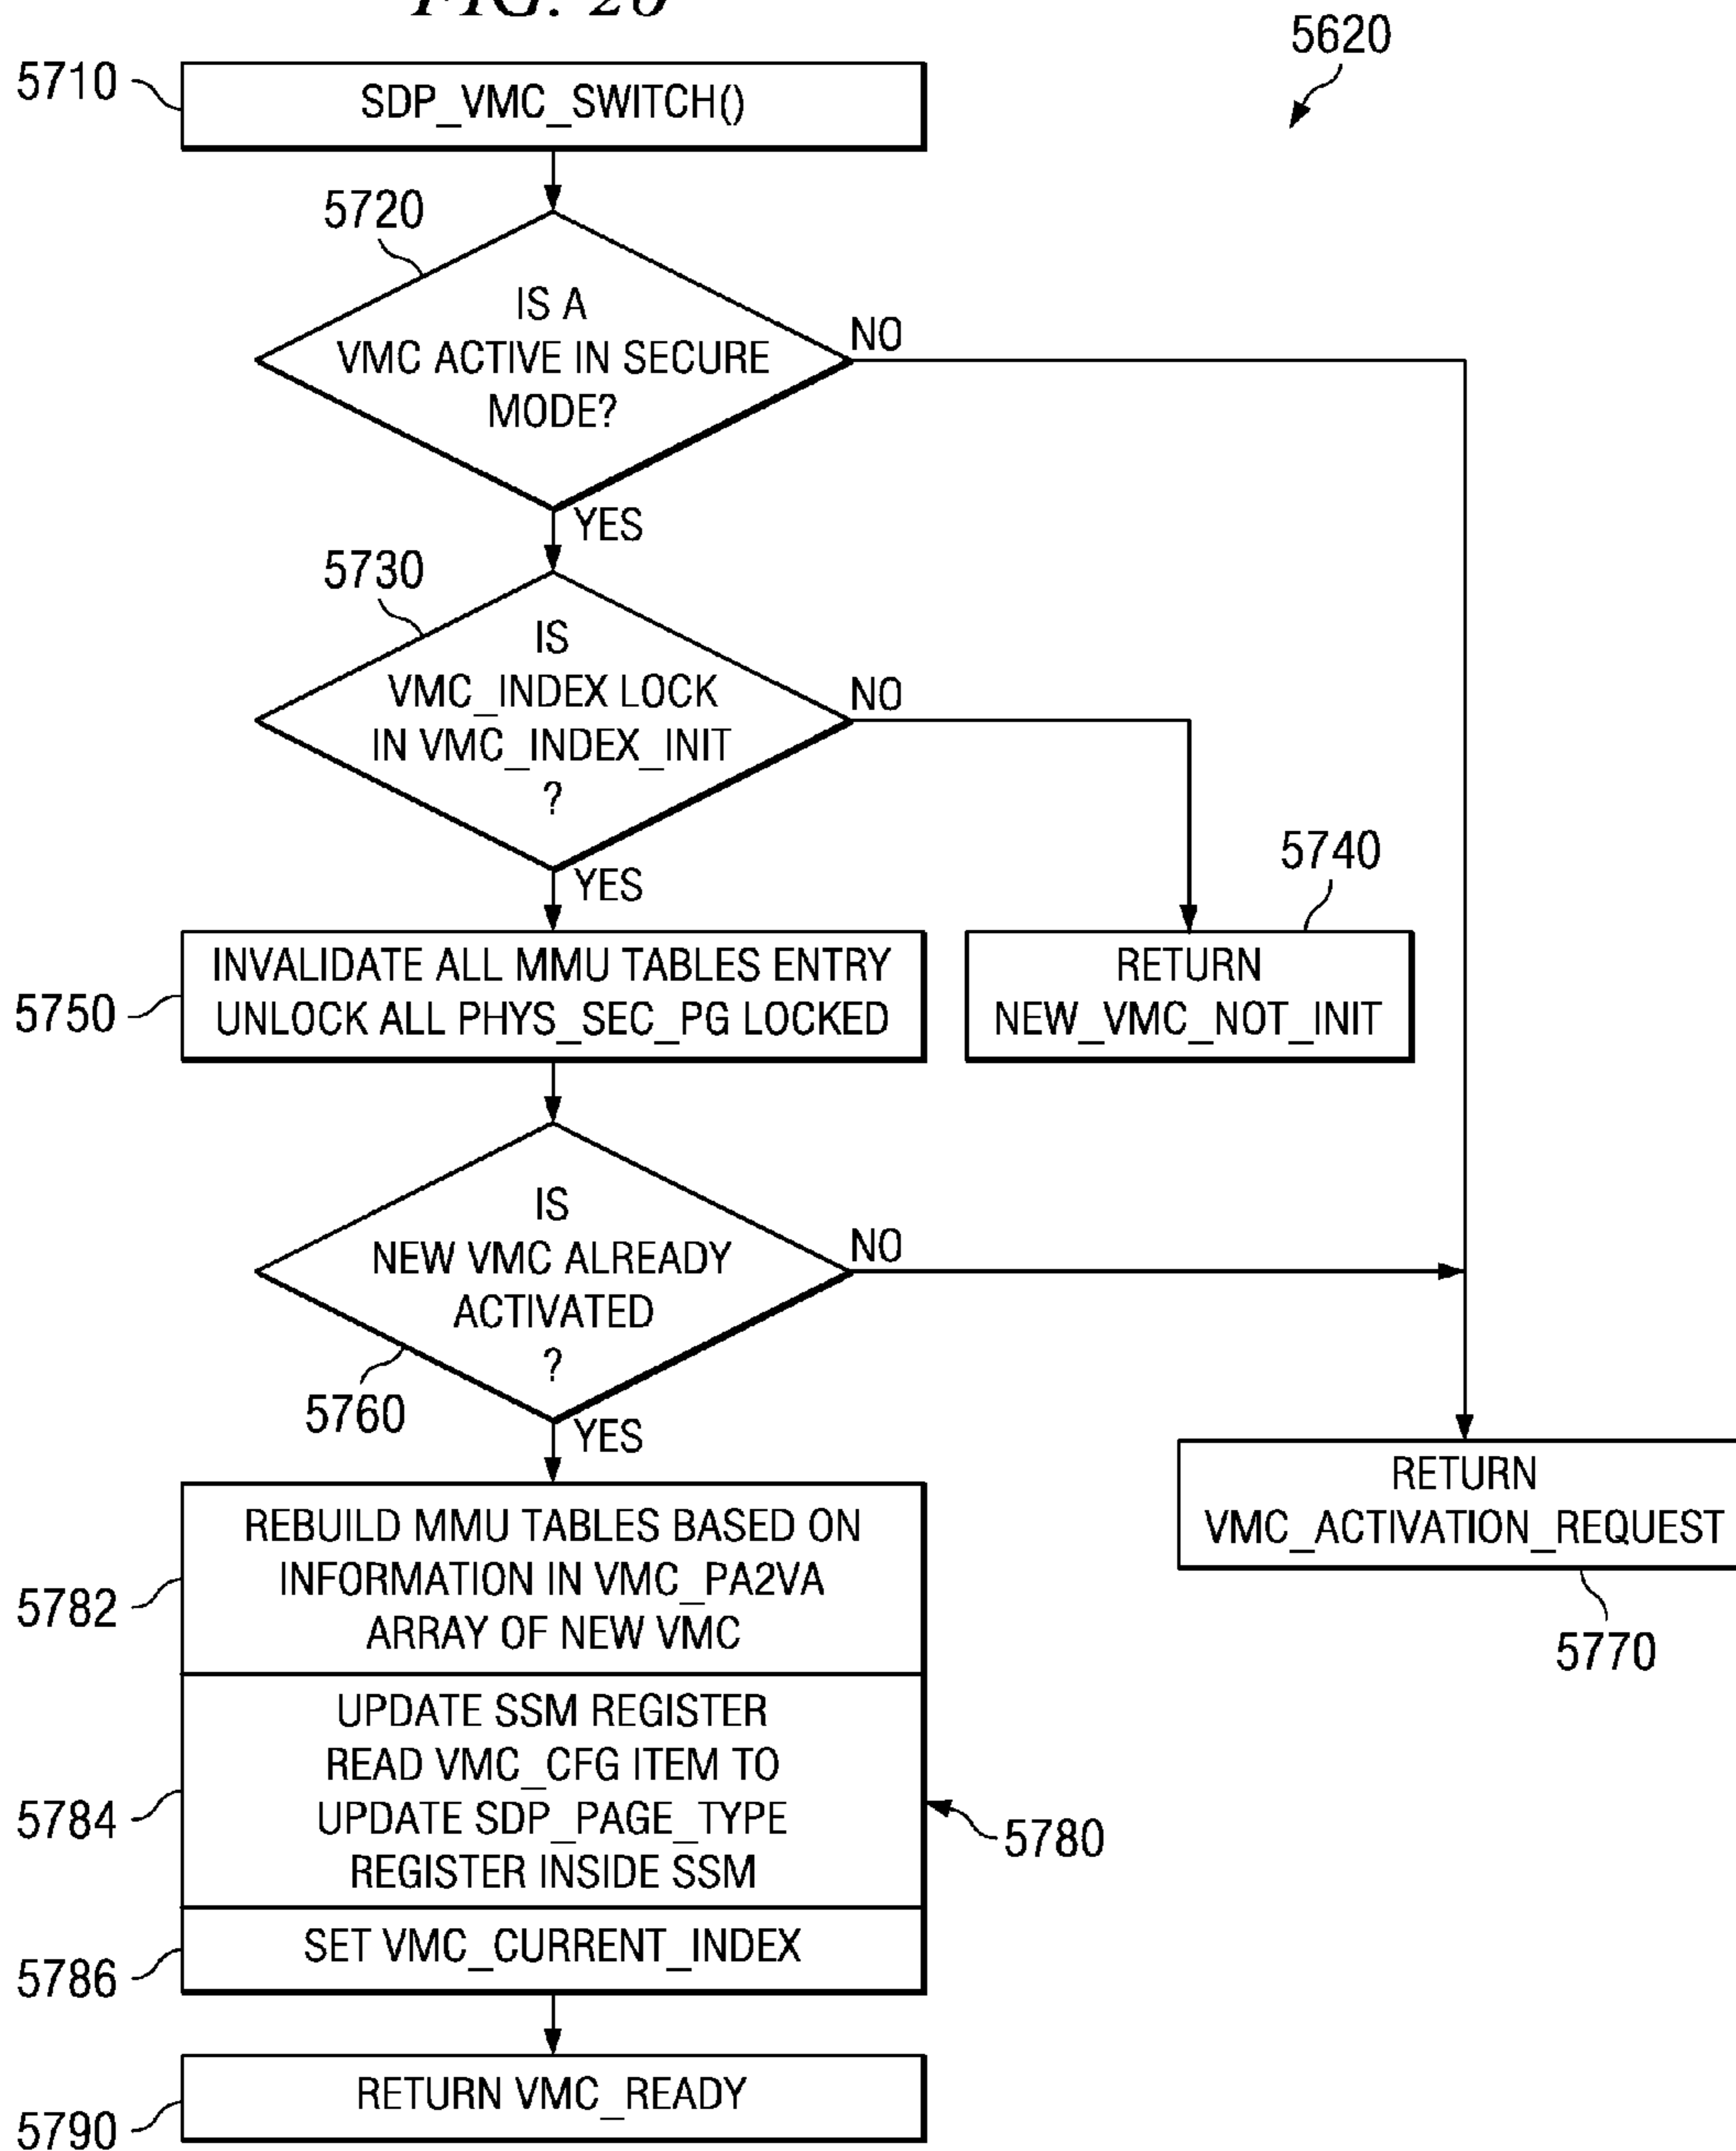 FIG. 20
5620
5710
SDP_VMC_SWITCH()
5720
IS A
VMC ACTIVE IN SECURE
MODE?
NO
YES
5730
IS
VMC_INDEX LOCK
IN VMC_INDEX_INIT
?
NO
YES
5740
RETURN
NEW_VMC_NOT_INIT
5750
INVALIDATE ALL MMU TABLES ENTRY
UNLOCK ALL PHYS_SEC_PG LOCKED
IS
NEW VMC ALREADY
ACTIVATED
?
NO
5760
YES
RETURN
VMC_ACTIVATION_REQUEST
5770
5782
REBUILD MMU TABLES BASED ON
INFORMATION IN VMC_PA2VA
ARRAY OF NEW VMC
5784
UPDATE SSM REGISTER
READ VMC_CFG ITEM TO
UPDATE SDP_PAGE_TYPE
REGISTER INSIDE SSM
5780
5786
SET VMC_CURRENT_INDEX
5790
RETURN VMC_READY